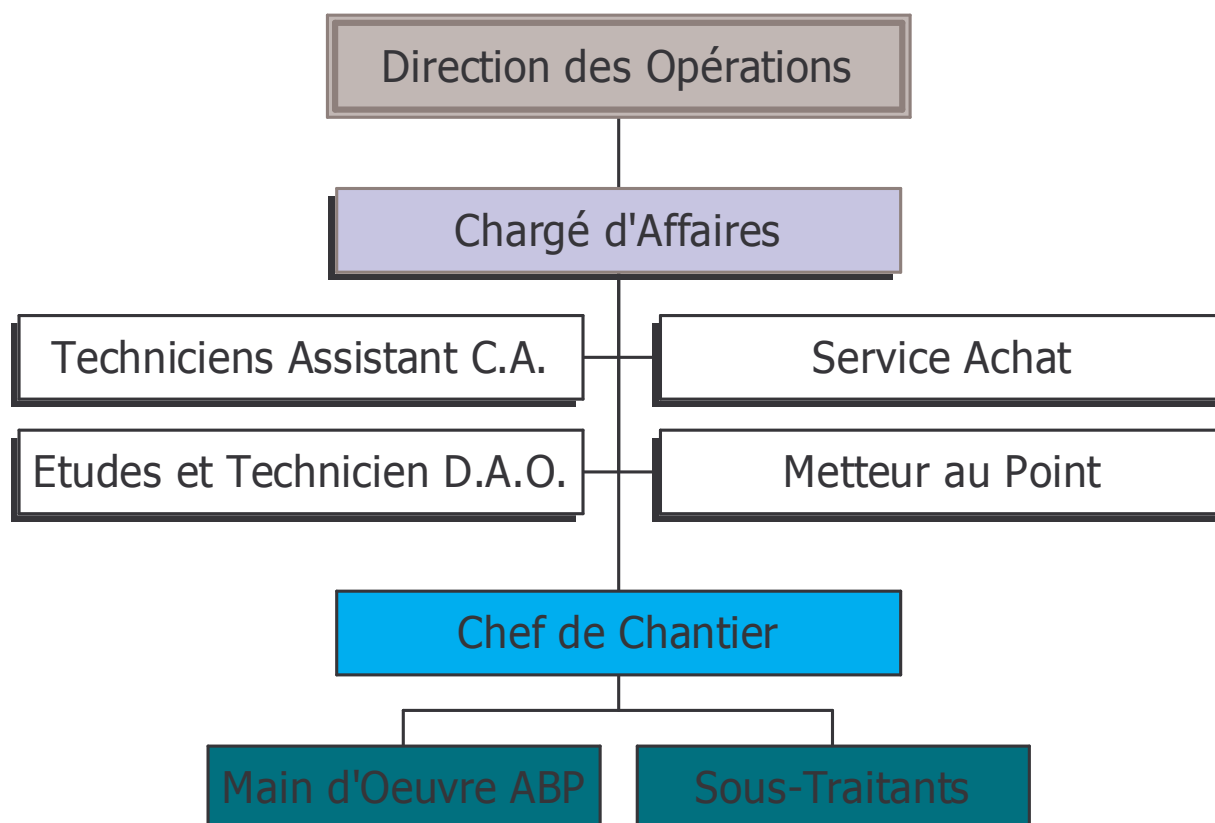 Direction des Opérations
Chargé d'Affaires
Techniciens Assistant C.A.
Service Achat
Etudes et Technicien D.A.O.
Metteur au Point
Chef de Chantier
Main d'Oeuvre ABP
Sous-Traitants